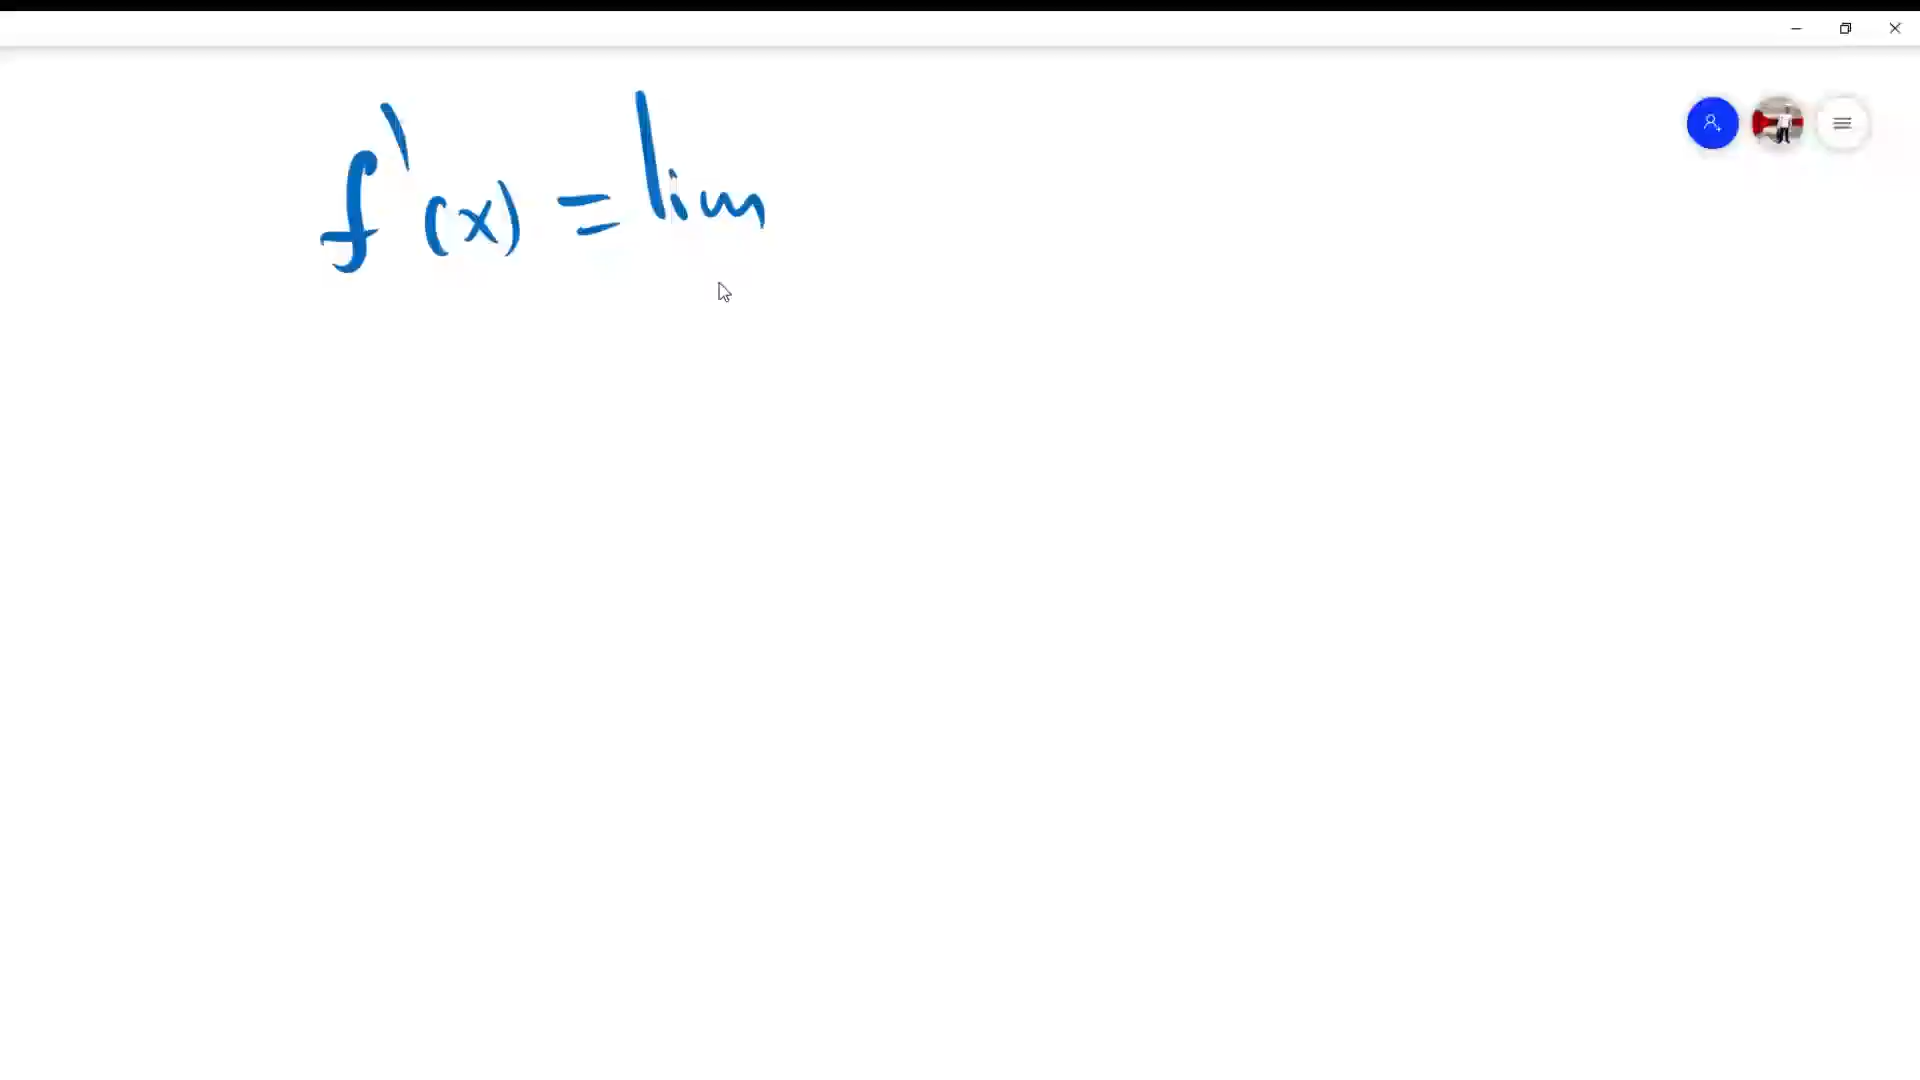 f'(x) = lim